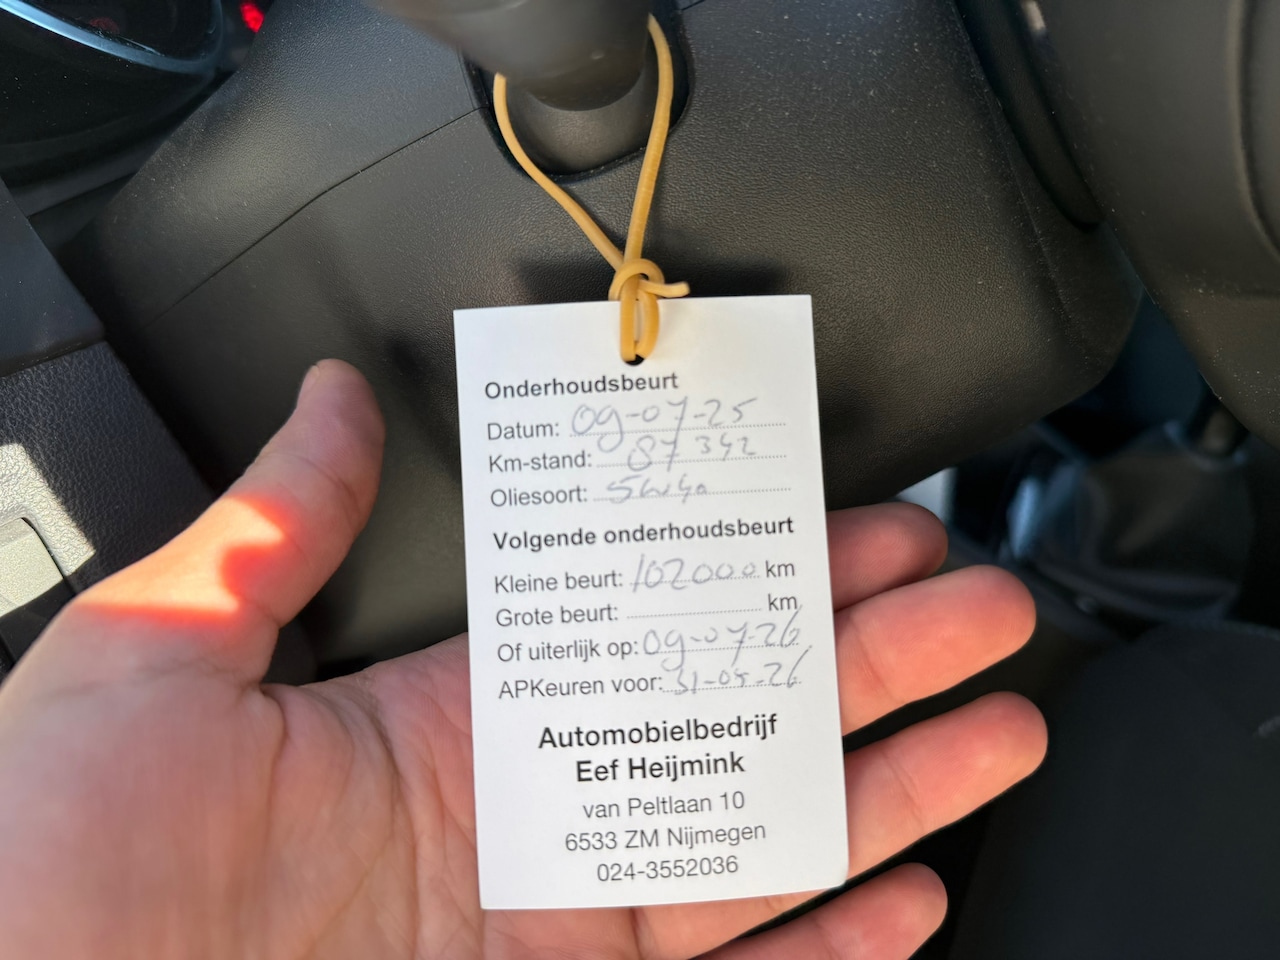 Onderhoudsbeurt
Datum: 09-07-25
Km-stand: 87 342
Oliesoort: 5w40
Volgende onderhoudsbeurt
Kleine beurt: 102000 km
Grote beurt: km
Of uiterlijk op: 09-07-26
APKeuren voor: 31-05-26
Automobielbedrijf
Eef Heijmink
van Peltlaan 10
6533 ZM Nijmegen
024-3552036